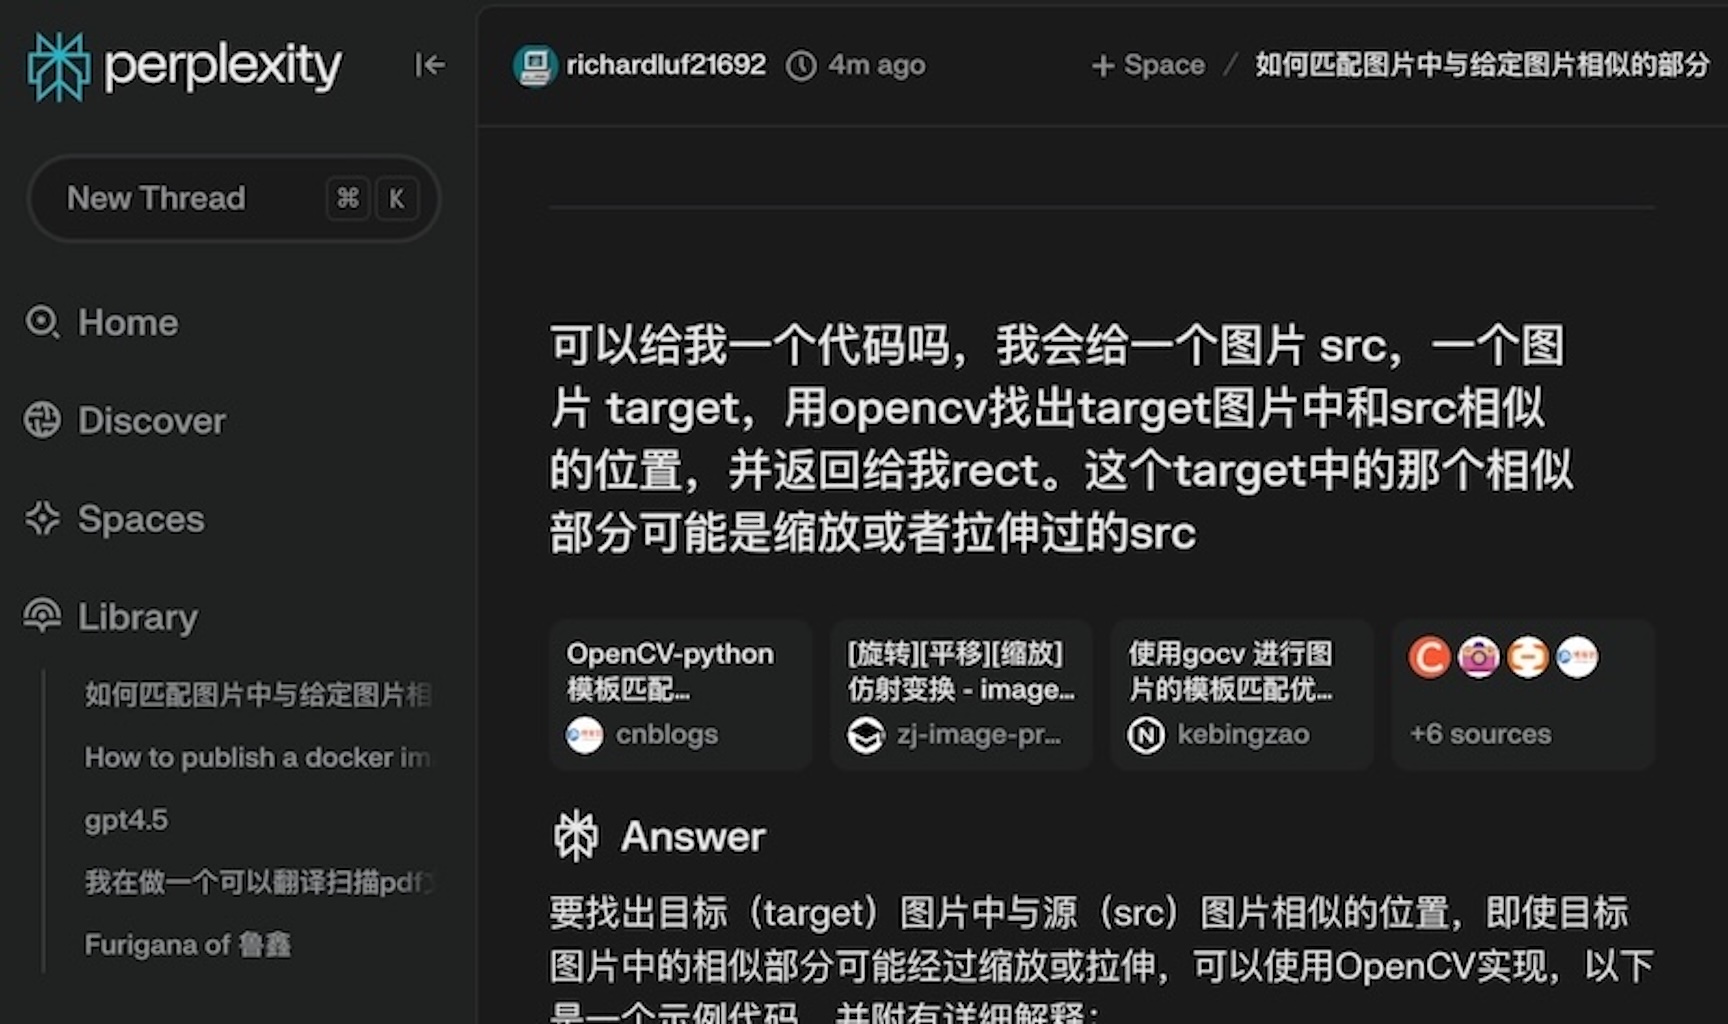 perplexity
New Thread ⌘ K
Home
Discover
Spaces
Library
如何匹配图片中与给定图片相
How to publish a docker im
gpt4.5
我在做一个可以翻译扫描pdf
Furigana of 鲁鑫
richardluf21692 4m ago + Space / 如何匹配图片中与给定图片相似的部分
可以给我一个代码吗，我会给一个图片 src，一个图
片 target，用opencv找出target图片中和src相似
的位置，并返回给我rect。这个target中的那个相似
部分可能是缩放或者拉伸过的src
OpenCV-python
模板匹配...
cnblogs
[旋转][平移][缩放]
仿射变换 - image...
zj-image-pr...
使用gocv 进行图
片的模板匹配优...
kebingzao
+6 sources
Answer
要找出目标（target）图片中与源（src）图片相似的位置，即使目标
图片中的相似部分可能经过缩放或拉伸，可以使用OpenCV实现，以下
是一个示例代码，并附有详细解释：